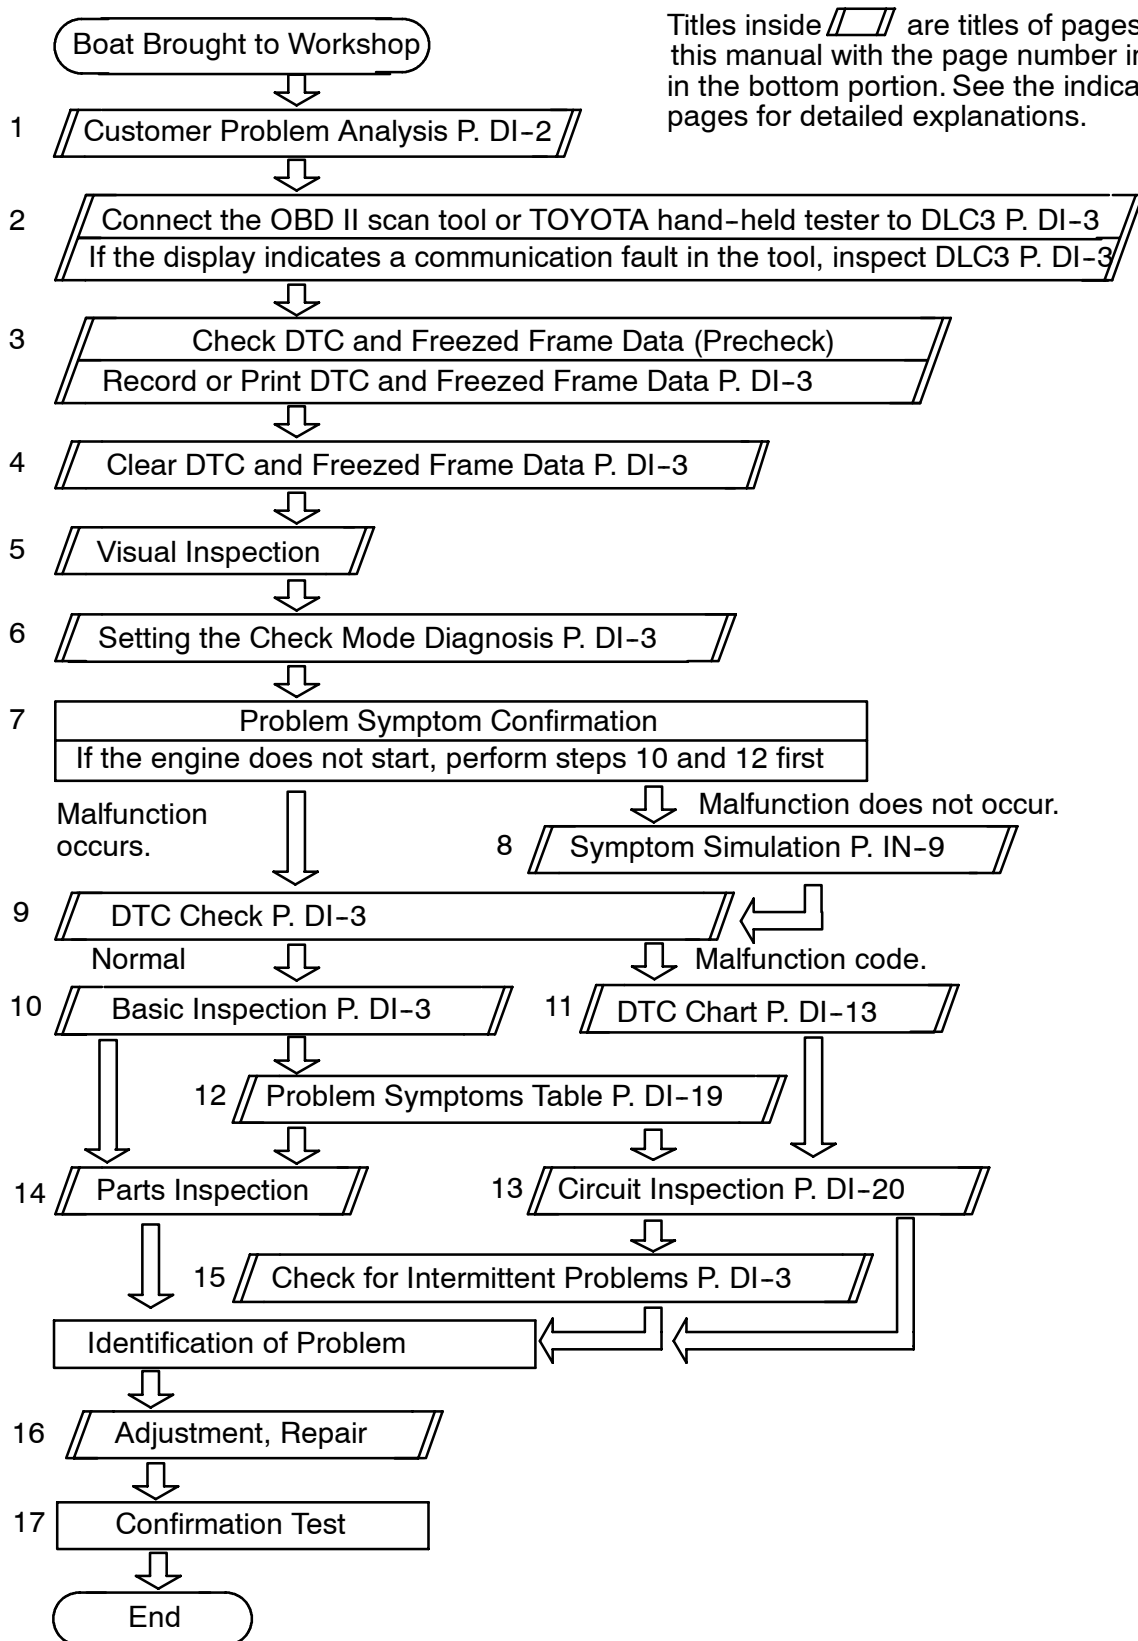 Boat Brought to Workshop
Titles inside are titles of pages
this manual with the page number
in the bottom portion. See the
pages for detailed explanations.
1 Customer Problem Analysis P. DI-2
2 Connect the OBD II scan tool or TOYOTA hand-held tester to DLC3 P. DI-3
If the display indicates a communication fault in the tool, inspect DLC3 P. DI-3
3 Check DTC and Freezed Frame Data (Precheck)
Record or Print DTC and Freezed Frame Data P. DI-3
4 Clear DTC and Freezed Frame Data P. DI-3
5 Visual Inspection
6 Setting the Check Mode Diagnosis P. DI-3
7 Problem Symptom Confirmation
If the engine does not start, perform steps 10 and 12 first
Malfunction
occurs.
Malfunction does not occur.
8 Symptom Simulation P. IN-9
9 DTC Check P. DI-3
Normal
Malfunction code.
10 Basic Inspection P. DI-3
11 DTC Chart P. DI-13
12 Problem Symptoms Table P. DI-19
14 Parts Inspection
13 Circuit Inspection P. DI-20
15 Check for Intermittent Problems P. DI-3
Identification of Problem
16 Adjustment, Repair
17 Confirmation Test
End